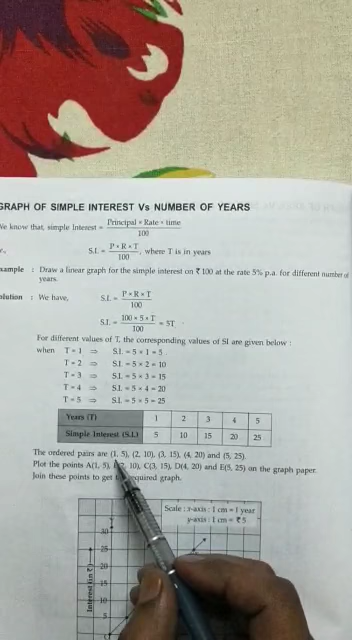 GRAPH OF SIMPLE INTEREST Vs NUMBER OF YEARS
We know that, simple Interest = Principal × Rate × time / 100
S.I. = P × R × T / 100, where T is in years
: Draw a linear graph for the simple interest on ₹ 100 at the rate 5% p.a. for different number of
years.
: We have, S.I. = P × R × T / 100
S.I. = 100 × 5 × T / 100 = 5T
For different values of T, the corresponding values of SI are given below :
when T = 1 ⇒ S.I. = 5 × 1 = 5
T = 2 ⇒ S.I. = 5 × 2 = 10
T = 3 ⇒ S.I. = 5 × 3 = 15
T = 4 ⇒ S.I. = 5 × 4 = 20
T = 5 ⇒ S.I. = 5 × 5 = 25
Years (T) 1 2 3 4 5
Simple Interest (S.I.) 5 10 15 20 25
The ordered pairs are (1, 5), (2, 10), (3, 15), (4, 20) and (5, 25).
Plot the points A(1, 5), 10), C(3, 15), D(4, 20) and E(5, 25) on the graph paper.
Join these points to get quired graph.
Scale : x-axis : 1 cm = 1 year
y-axis : 1 cm = ₹ 5
30
25
20
15
10
5
Interest (in ₹)